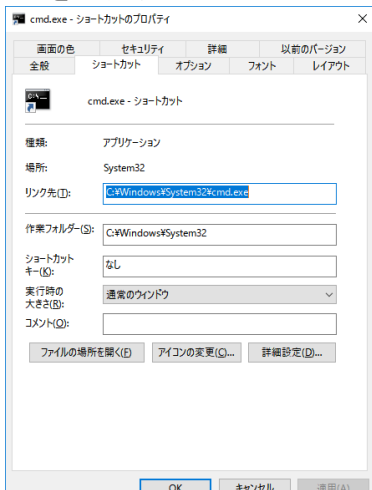 cmd.exe - ショートカットのプロパティ
画面の色 セキュリティ 詳細 以前のバージョン
全般 ショートカット オプション フォント レイアウト
cmd.exe - ショートカット
種類: アプリケーション
場所: System32
リンク先(T): C:¥Windows¥System32¥cmd.exe
作業フォルダー(S): C:¥Windows¥System32
ショートカット
キー(K): なし
実行時の
大きさ(R): 通常のウィンドウ
コメント(O):
ファイルの場所を開く(F) アイコンの変更(C)... 詳細設定(D)...
OK キャンセル 適用(A)